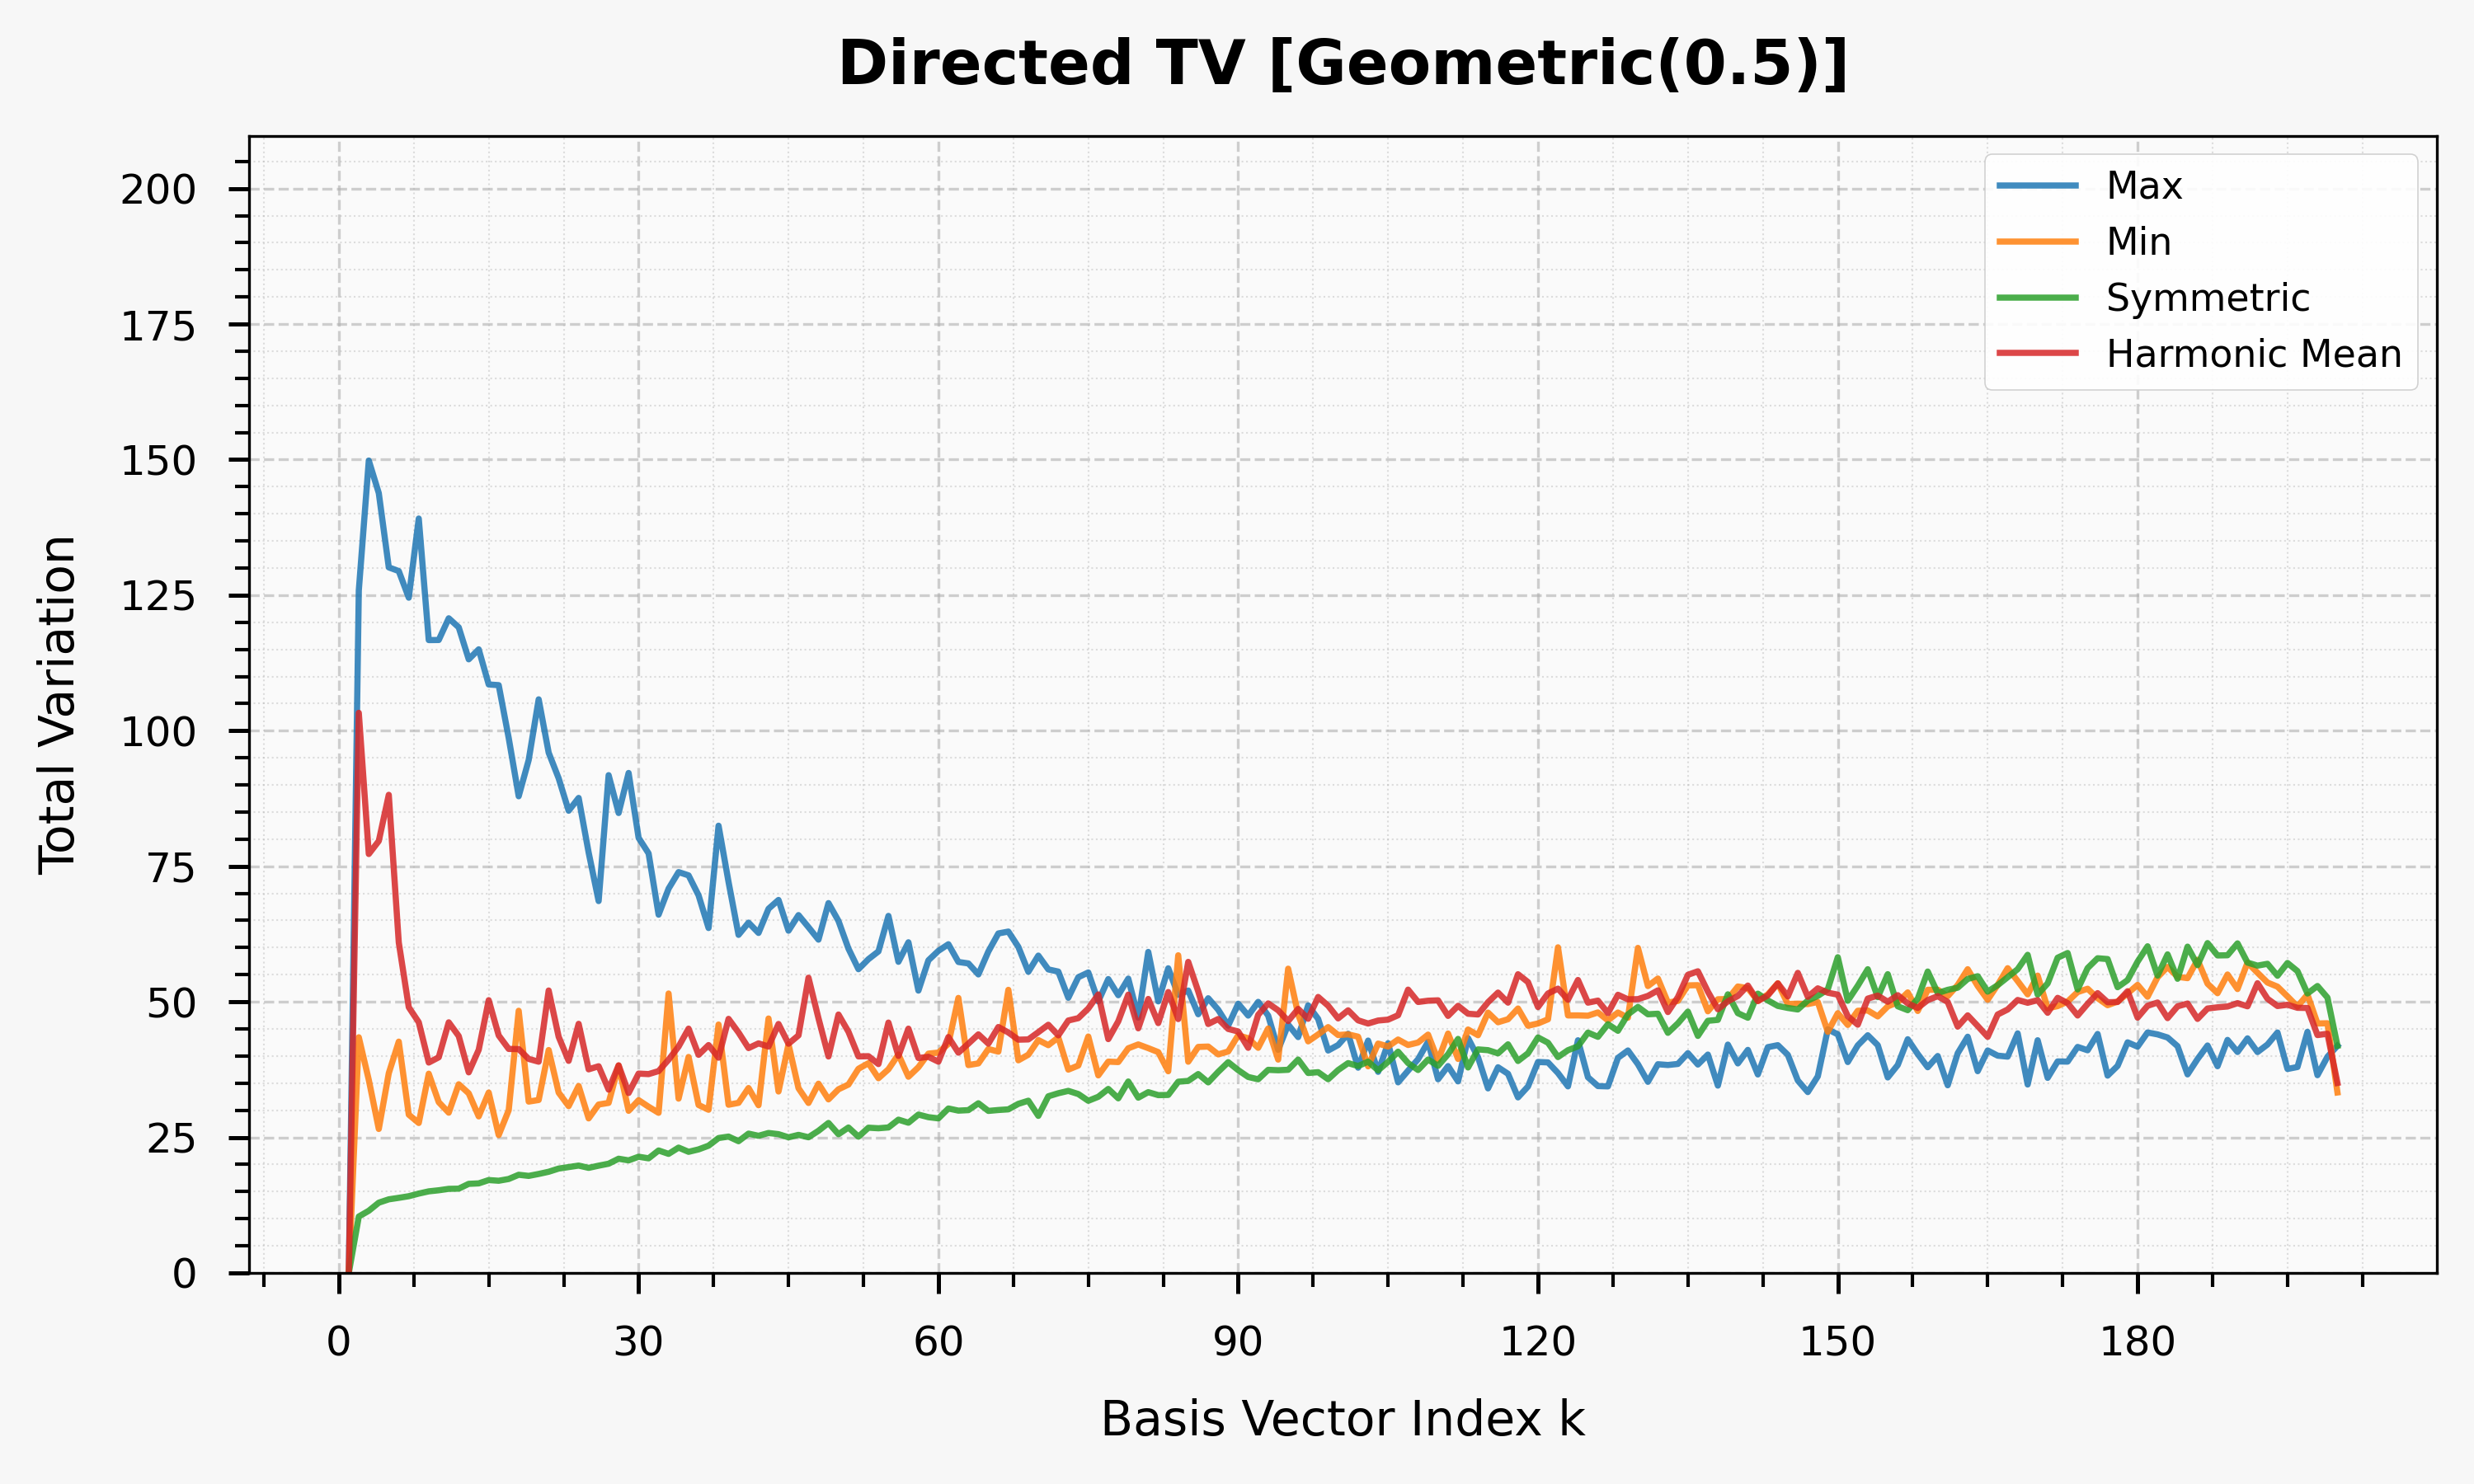 Directed TV [Geometric(0.5)]
Max
Min
Symmetric
Harmonic Mean
200
175
150
125
100
75
50
25
0
Total Variation
0 30 60 90 120 150 180
Basis Vector Index k